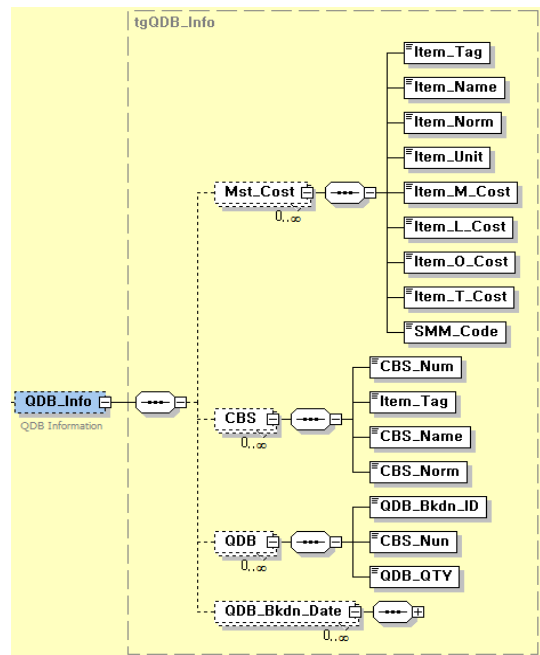 tgQDB_Info
Item_Tag
Item_Name
Item_Norm
Item_Unit
Mst_Cost
0..∞
Item_M_Cost
Item_L_Cost
Item_O_Cost
Item_T_Cost
SMM_Code
QDB_Info
QDB Information
CBS_Num
Item_Tag
CBS
0..∞
CBS_Name
CBS_Norm
QDB_Bkdn_ID
QDB
0..∞
CBS_Nun
QDB_QTY
QDB_Bkdn_Date
0..∞